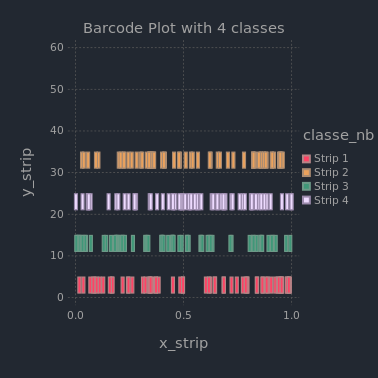 Barcode Plot with 4 classes
60
50
40
30
20
10
0
0.0
0.5
1.0
x_strip
y_strip
classe_nb
Strip 1
Strip 2
Strip 3
Strip 4